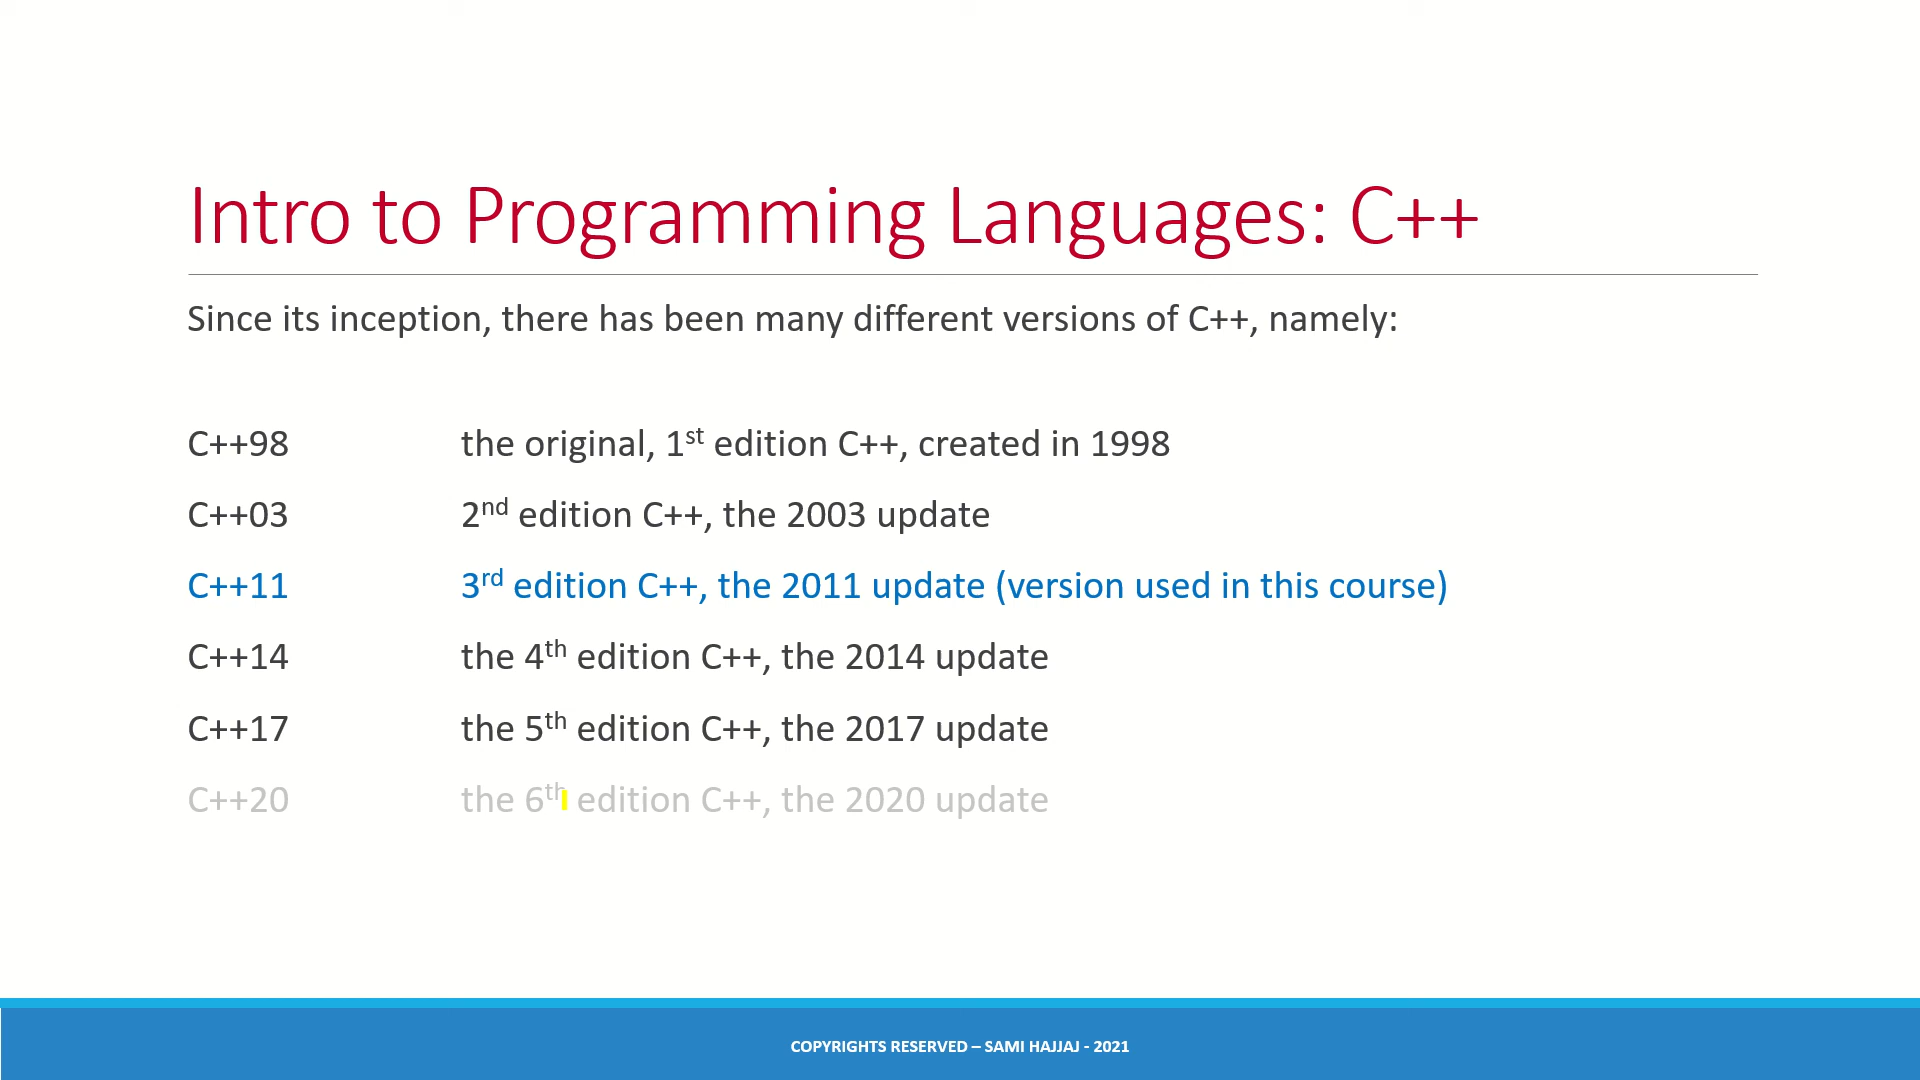 Intro to Programming Languages: C++
Since its inception, there has been many different versions of C++, namely:
C++98 the original, 1st edition C++, created in 1998
C++03 2nd edition C++, the 2003 update
C++11 3rd edition C++, the 2011 update (version used in this course)
C++14 the 4th edition C++, the 2014 update
C++17 the 5th edition C++, the 2017 update
C++20 the 6th edition C++, the 2020 update
COPYRIGHTS RESERVED – SAMI HAJJAJ - 2021